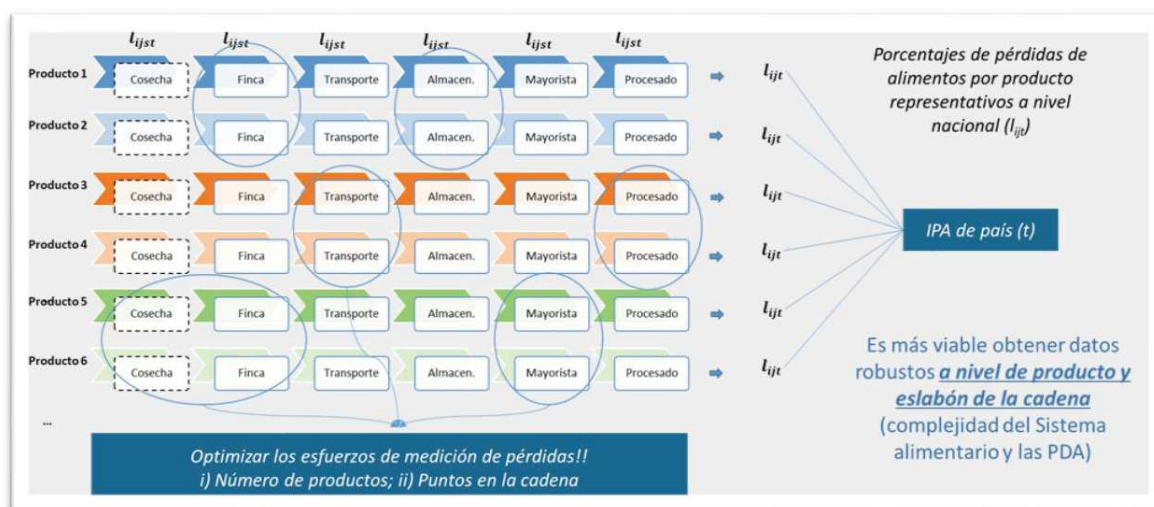 l_ijst l_ijst l_ijst l_ijst l_ijst l_ijst
Producto 1 Cosecha Finca Transporte Almacen. Mayorista Procesado l_ijt
Producto 2 Cosecha Finca Transporte Almacen. Mayorista Procesado l_ijt
Producto 3 Cosecha Finca Transporte Almacen. Mayorista Procesado l_ijt
Producto 4 Cosecha Finca Transporte Almacen. Mayorista Procesado l_ijt
Producto 5 Cosecha Finca Transporte Almacen. Mayorista Procesado l_ijt
Producto 6 Cosecha Finca Transporte Almacen. Mayorista Procesado l_ijt
...
Optimizar los esfuerzos de medición de pérdidas!!
i) Número de productos; ii) Puntos en la cadena
Porcentajes de pérdidas de
alimentos por producto
representativos a nivel
nacional (l_ijt)
IPA de país (t)
Es más viable obtener datos
robustos a nivel de producto y
eslabón de la cadena
(complejidad del Sistema
alimentario y las PDA)